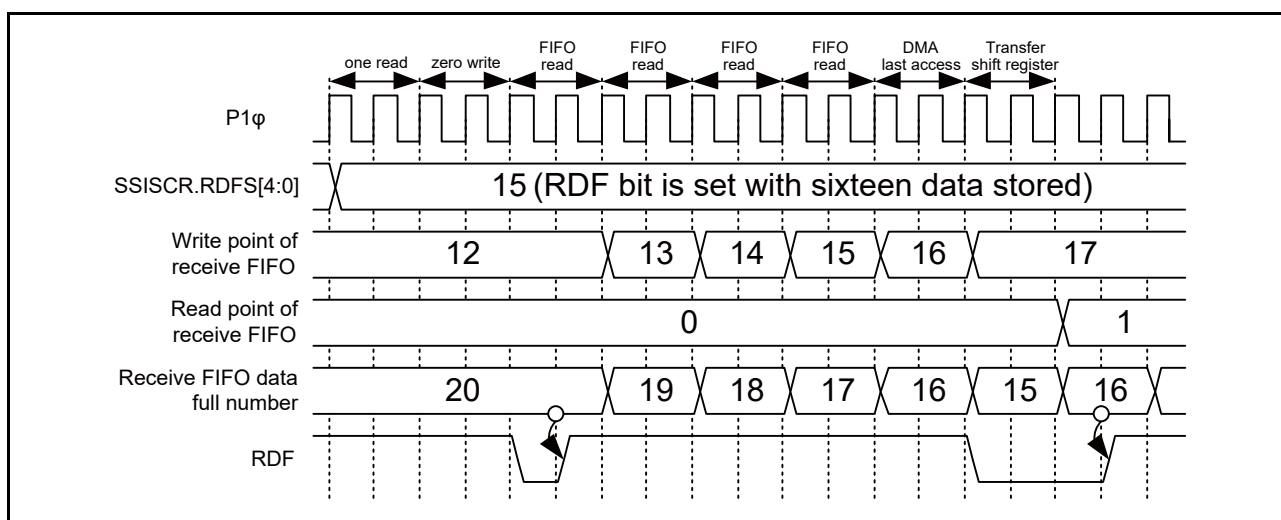 one read
zero write
FIFO
read
FIFO
read
FIFO
read
FIFO
read
DMA
last access
Transfer
shift register
P1φ
SSISCR.RDFS[4:0]
15 (RDF bit is set with sixteen data stored)
Write point of
receive FIFO
12 13 14 15 16 17
Read point of
receive FIFO
0 1
Receive FIFO data
full number
20 19 18 17 16 15 16
RDF